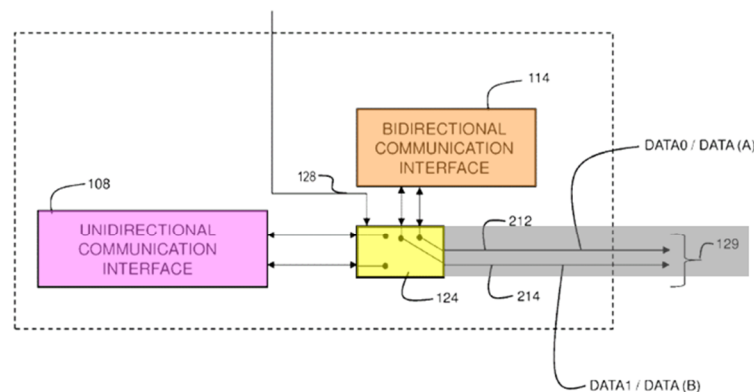 114
BIDIRECTIONAL
COMMUNICATION
INTERFACE
DATA0 / DATA (A)
128
108
UNIDIRECTIONAL
COMMUNICATION
INTERFACE
212
129
124
214
DATA1 / DATA (B)